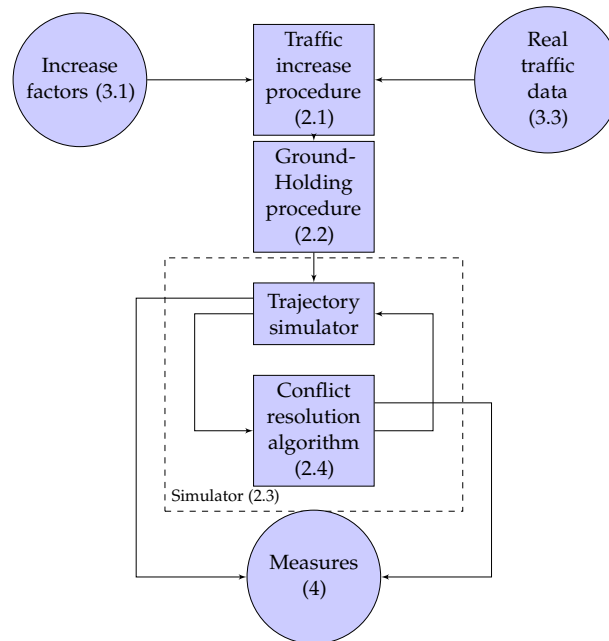 Increase
factors (3.1)
Traffic
increase
procedure
(2.1)
Real
traffic
data
(3.3)
Ground-
Holding
procedure
(2.2)
Trajectory
simulator
Conflict
resolution
algorithm
(2.4)
Simulator (2.3)
Measures
(4)